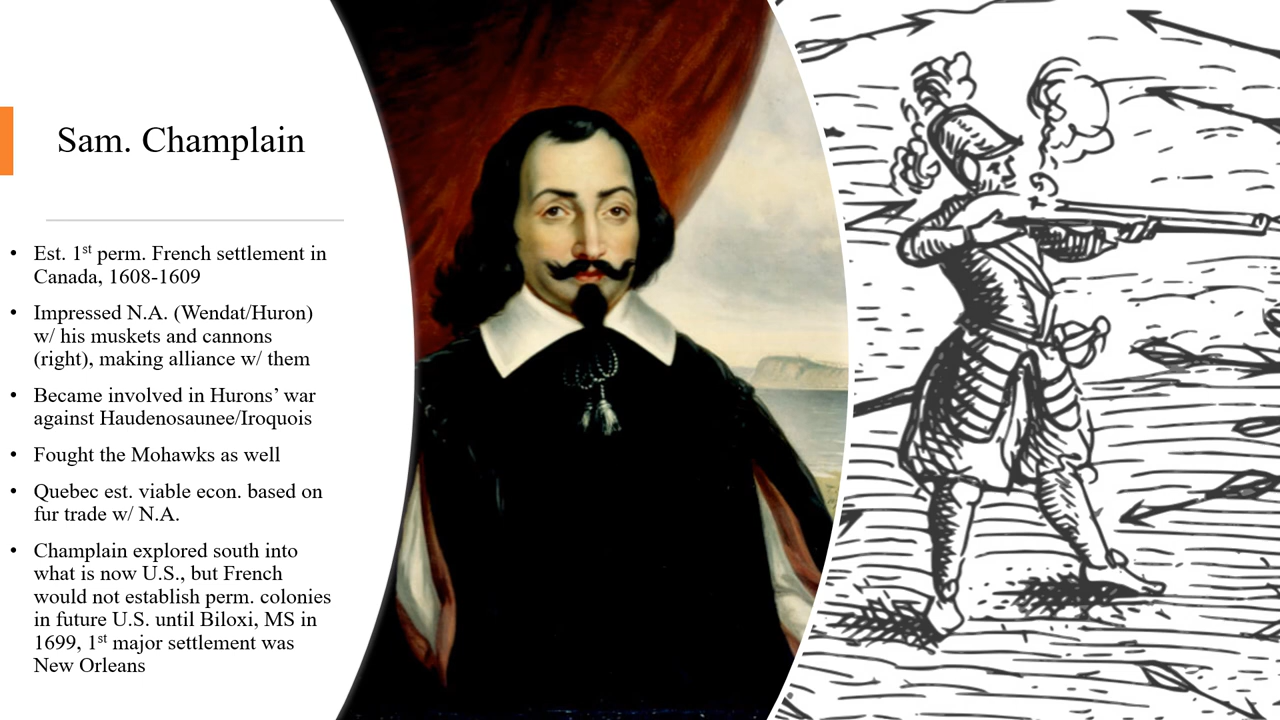 Sam. Champlain
• Est. 1st perm. French settlement in
Canada, 1608-1609
• Impressed N.A. (Wendat/Huron)
w/ his muskets and cannons
(right), making alliance w/ them
• Became involved in Hurons’ war
against Haudenosaunee/Iroquois
• Fought the Mohawks as well
• Quebec est. viable econ. based on
fur trade w/ N.A.
• Champlain explored south into
what is now U.S., but French
would not establish perm. colonies
in future U.S. until Biloxi, MS in
1699, 1st major settlement was
New Orleans